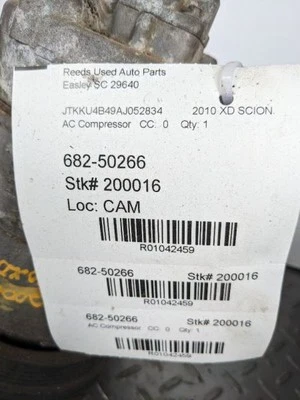 Reeds Used Auto Parts
Easley SC 29640
JTKKU4B49AJ052834 2010 XD SCION
AC Compressor CC: 0 Qty: 1
682-50266
Stk# 200016
Loc: CAM
R01042459
682-50266 Stk# 200016
R01042459
682-50266 Stk# 200016
AC Compressor CC: 0 Qty: 1
R01042459